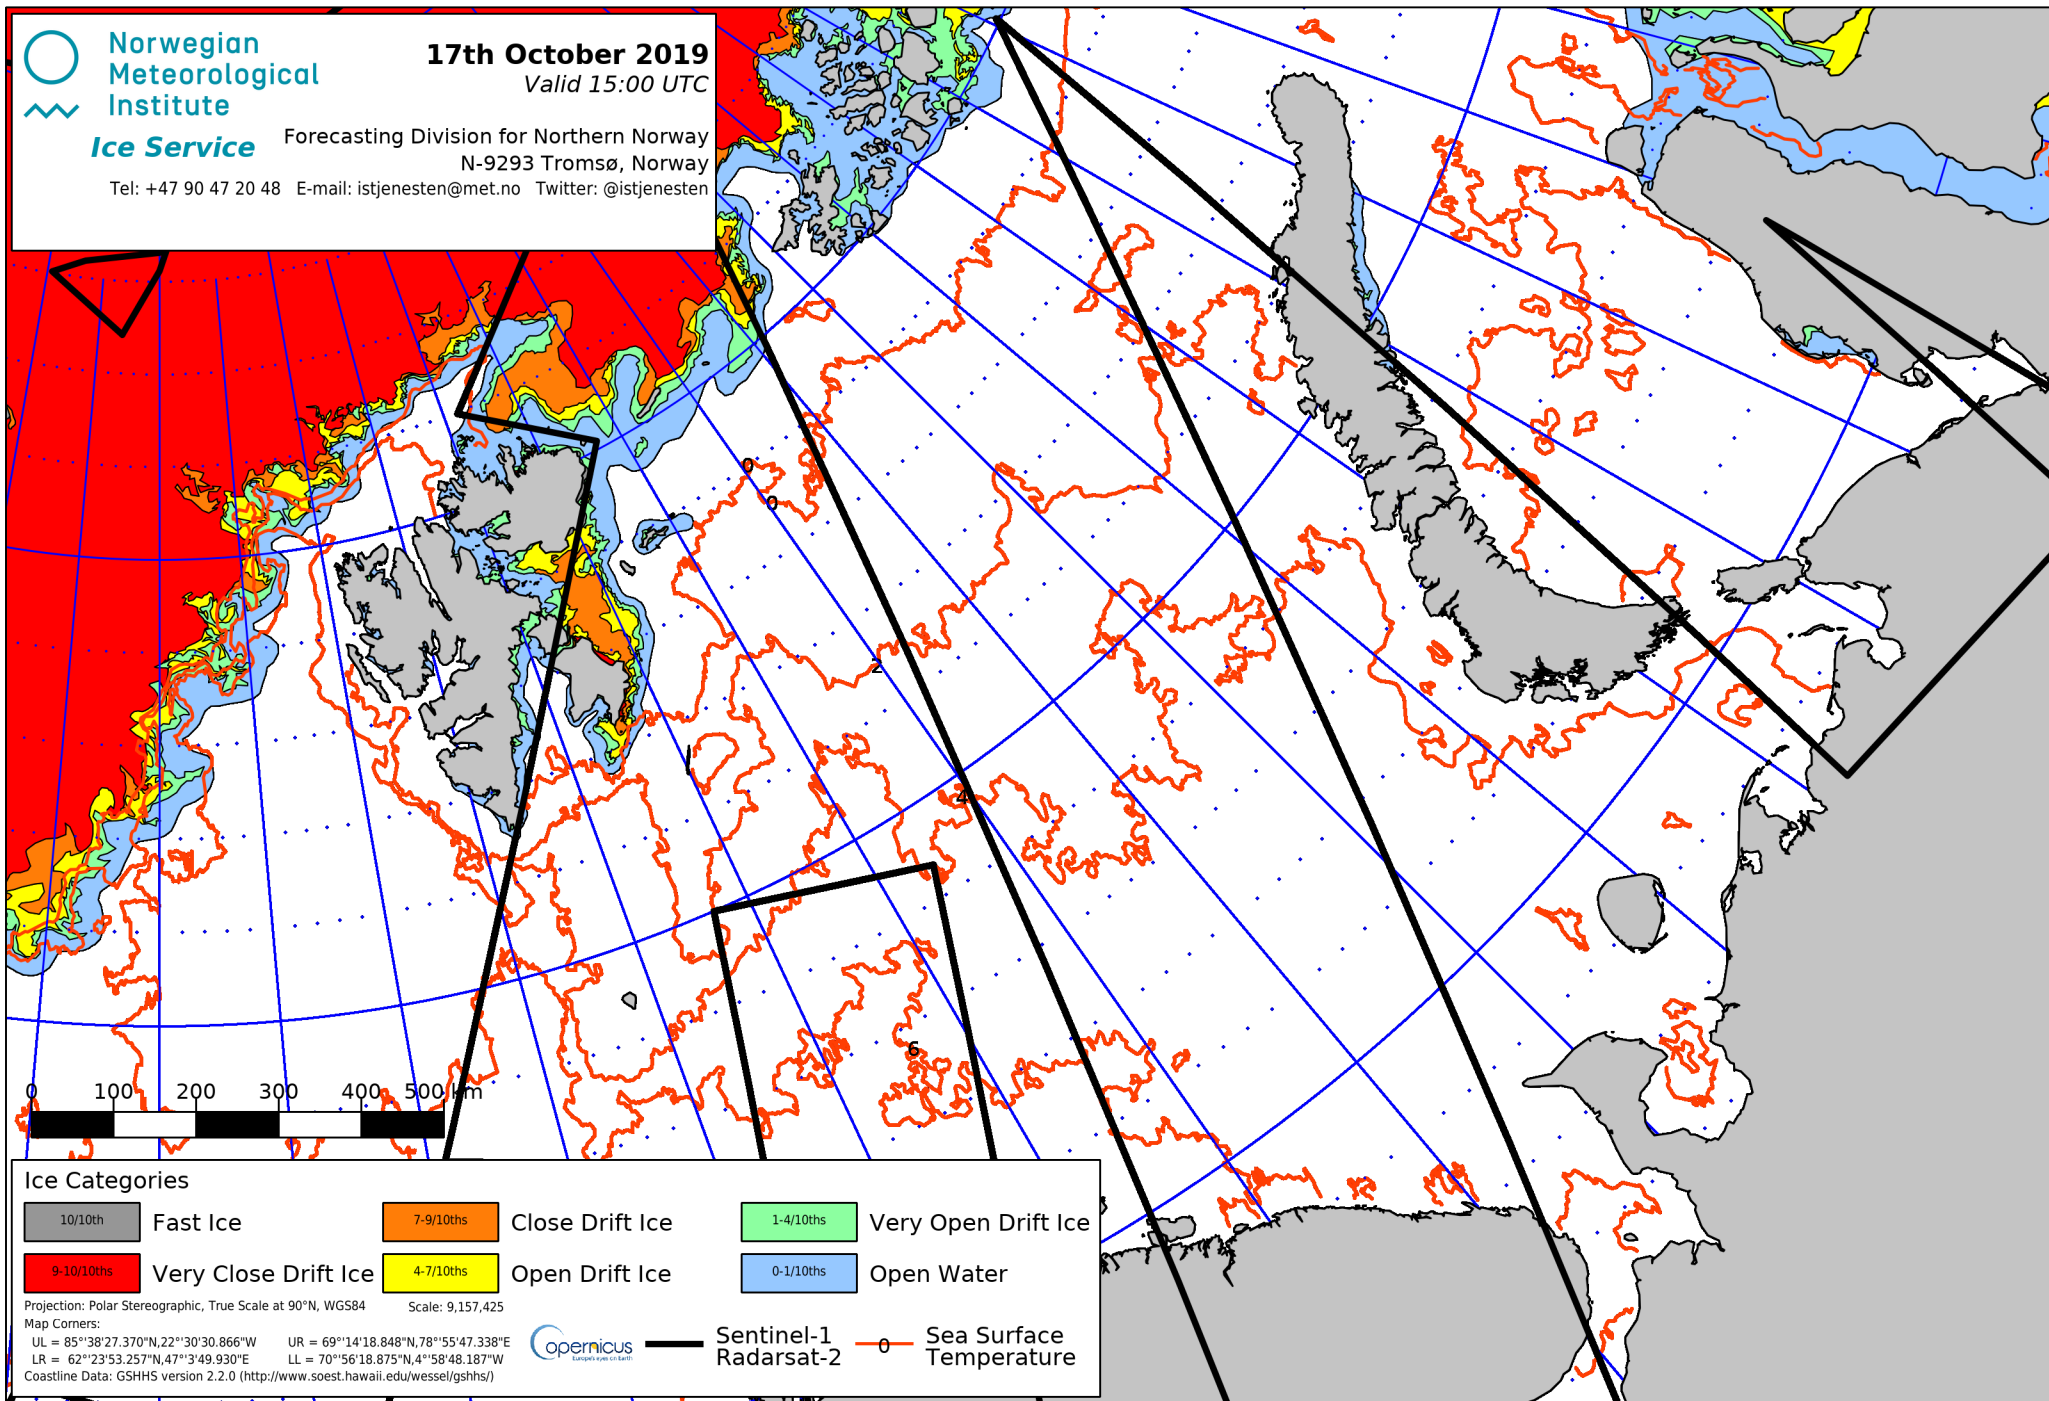 Norwegian
Meteorological
Institute
Ice Service
17th October 2019
Valid 15:00 UTC
Forecasting Division for Northern Norway
N-9293 Tromsø, Norway
Tel: +47 90 47 20 48 E-mail: istjenesten@met.no Twitter: @istjenesten
0
0
2
4
6
0 100 200 300 400 500 km
Ice Categories
10/10th Fast Ice
7-9/10ths Close Drift Ice
1-4/10ths Very Open Drift Ice
9-10/10ths Very Close Drift Ice
4-7/10ths Open Drift Ice
0-1/10ths Open Water
Projection: Polar Stereographic, True Scale at 90°N, WGS84 Scale: 9,157,425
Map Corners:
UL = 85°'38'27.370"N,22°'30'30.866"W UR = 69°'14'18.848"N,78°'55'47.338"E
LR = 62°'23'53.257"N,47°'3'49.930"E LL = 70°'56'18.875"N,4°'58'48.187"W
Coastline Data: GSHHS version 2.2.0 (http://www.soest.hawaii.edu/wessel/gshhs/)
Copernicus
Europe's eyes on Earth
Sentinel-1
Radarsat-2
0
Sea Surface
Temperature